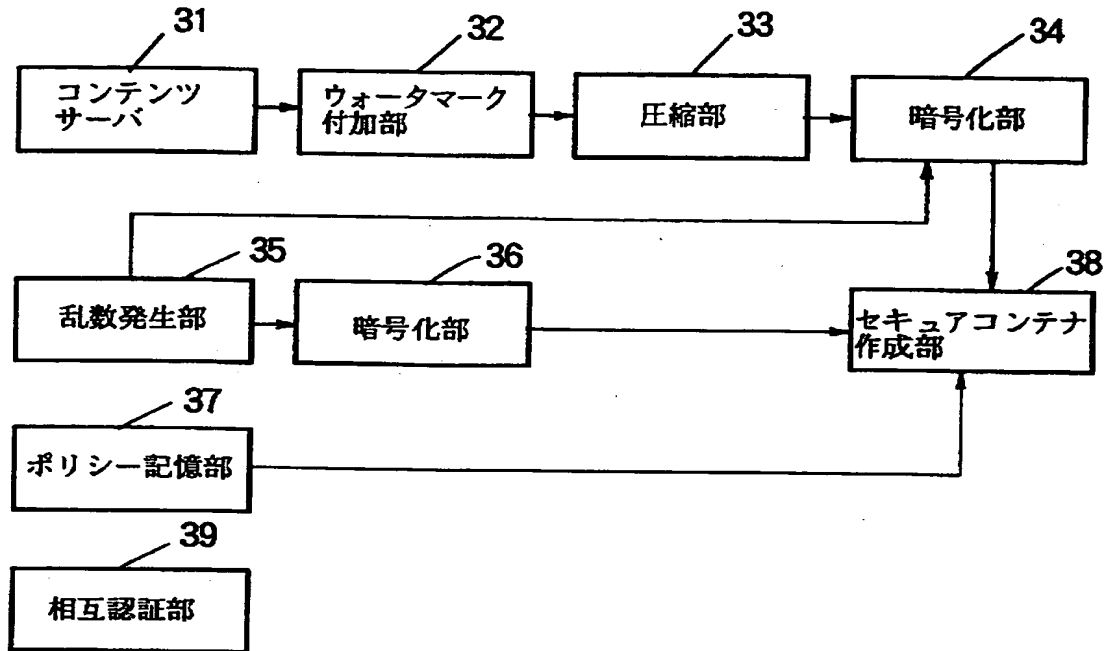 31
コンテンツ
サーバ
32
ウォータマーク
付加部
33
圧縮部
34
暗号化部
35
乱数発生部
36
暗号化部
38
セキュアコンテナ
作成部
37
ポリシー記憶部
39
相互認証部